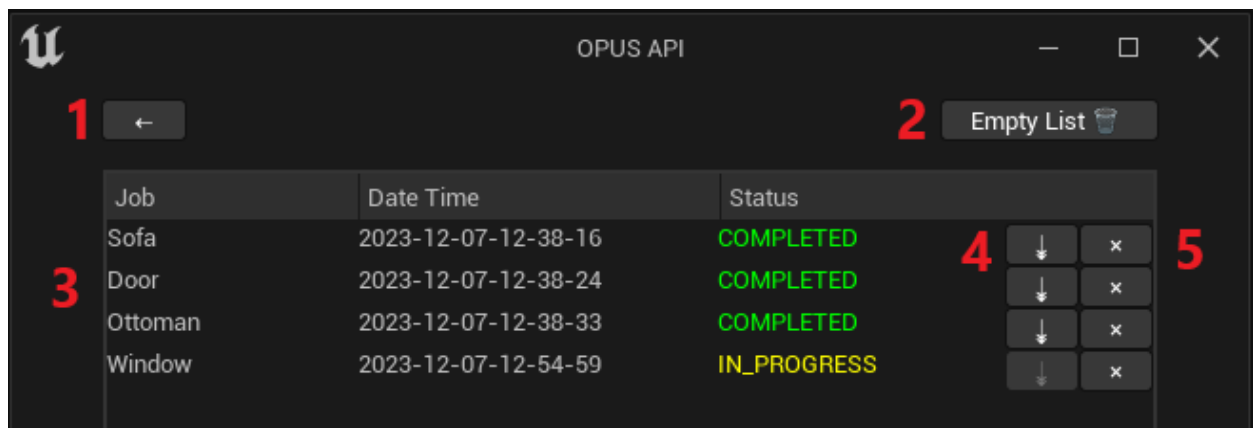 OPUS API
1 ← 2 Empty List
Job Date Time Status
Sofa 2023-12-07-12-38-16 COMPLETED 4 5
3 Door 2023-12-07-12-38-24 COMPLETED
Ottoman 2023-12-07-12-38-33 COMPLETED
Window 2023-12-07-12-54-59 IN_PROGRESS